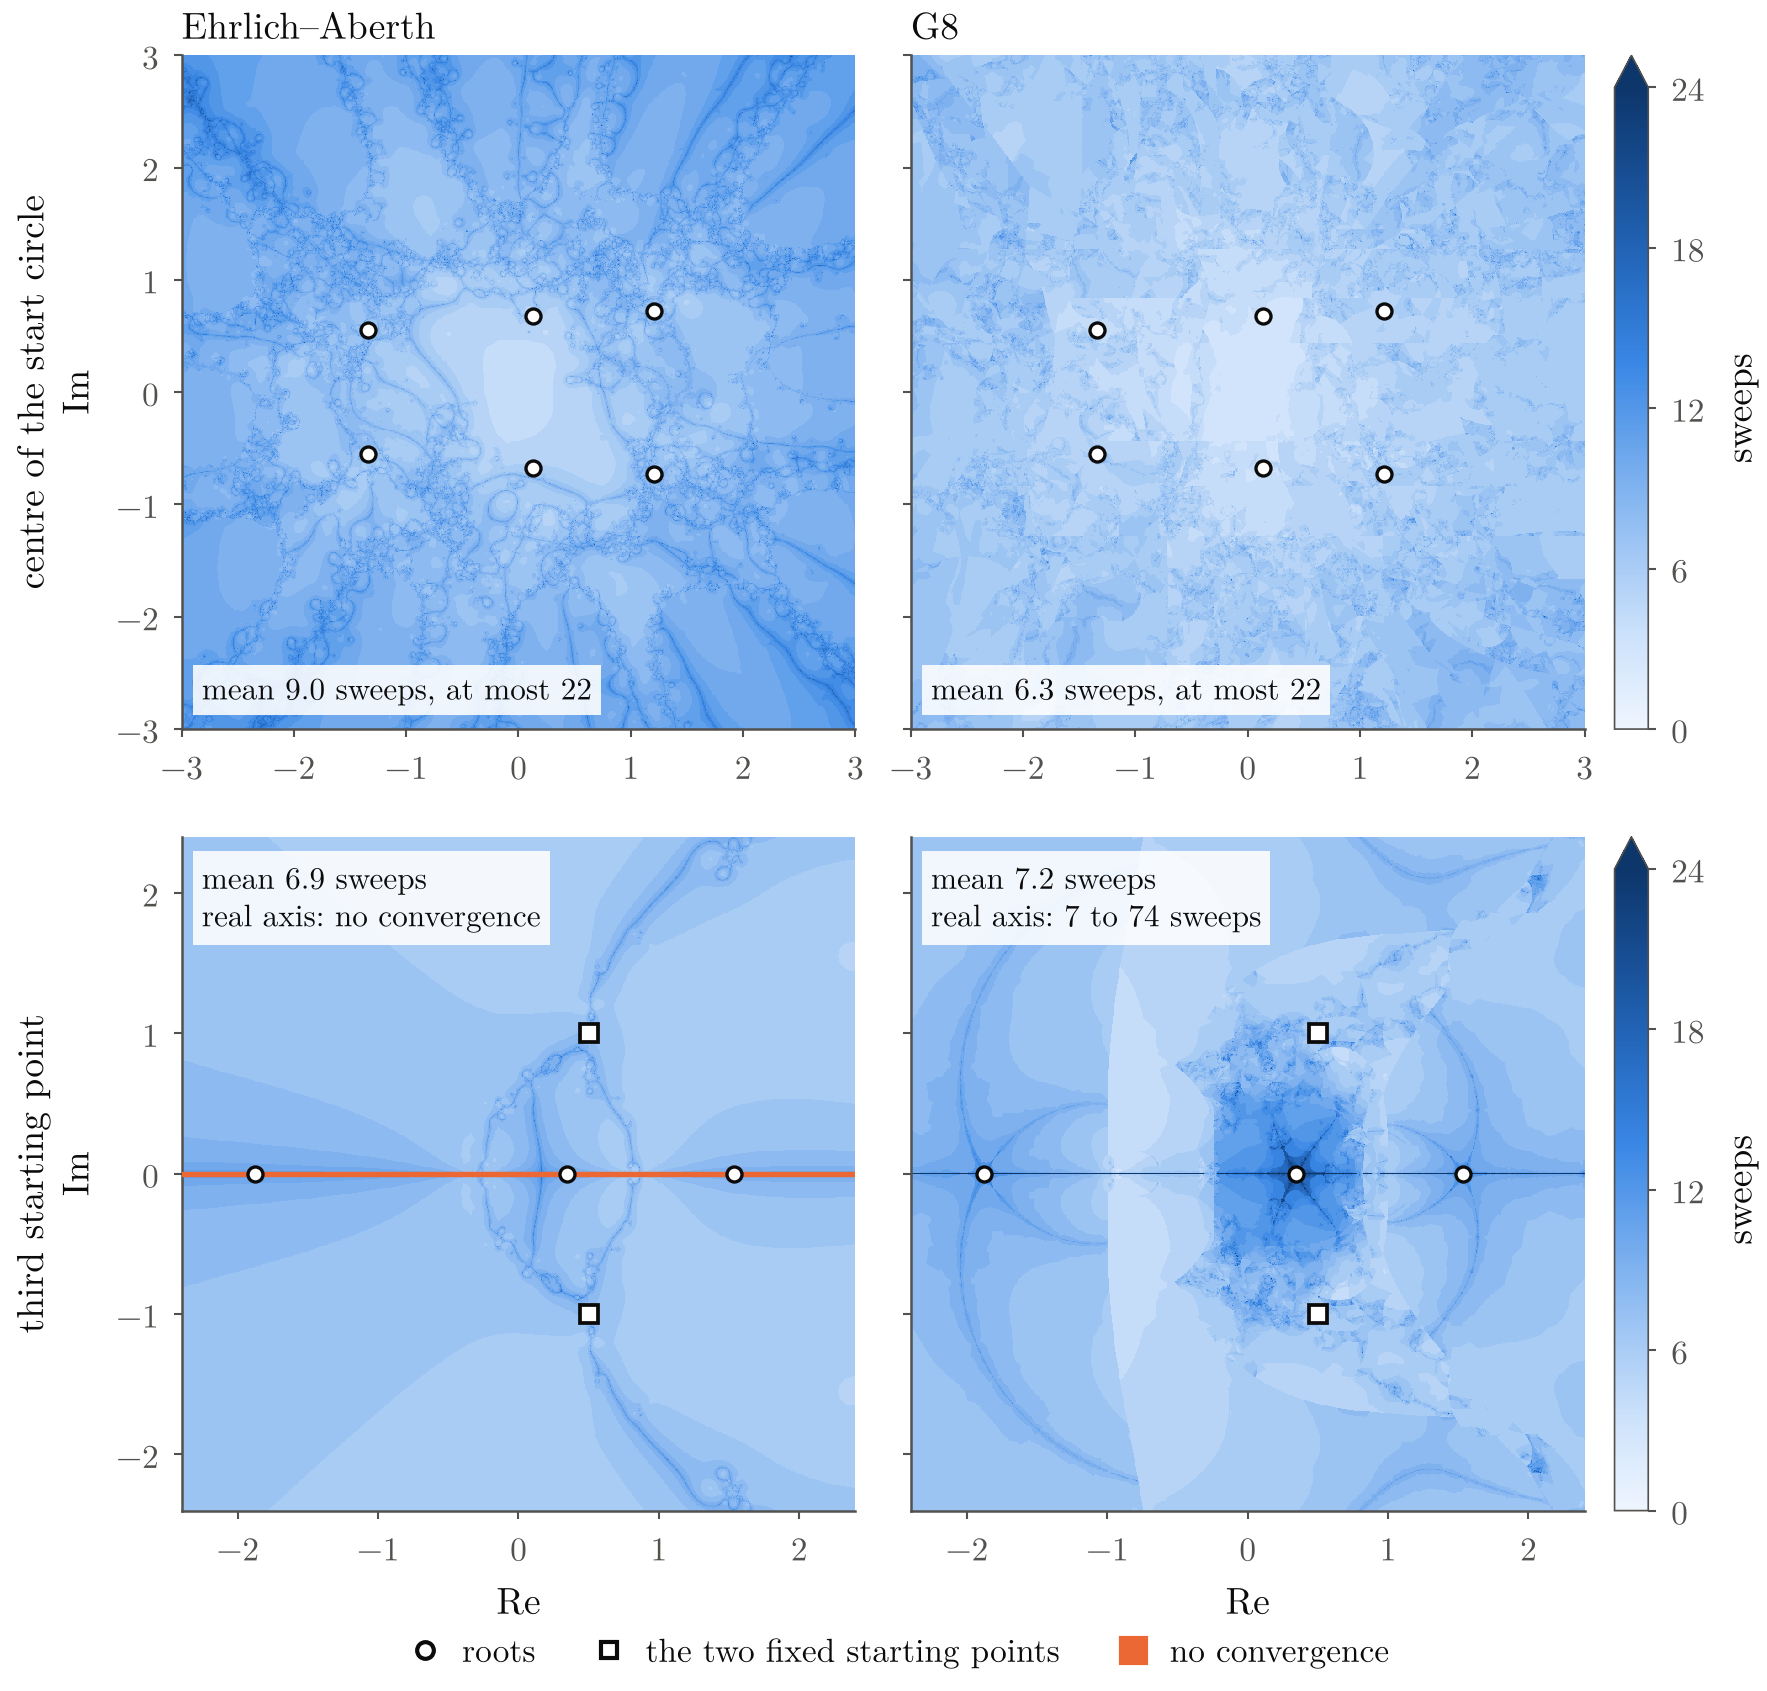 Ehrlich–Aberth
G8
centre of the start circle
Im
3
2
1
0
−1
−2
−3
mean 9.0 sweeps, at most 22
mean 6.3 sweeps, at most 22
−3 −2 −1 0 1 2 3
−3 −2 −1 0 1 2 3
24
18
12
6
0
sweeps
third starting point
Im
2
1
0
−1
−2
mean 6.9 sweeps
real axis: no convergence
mean 7.2 sweeps
real axis: 7 to 74 sweeps
−2 −1 0 1 2
−2 −1 0 1 2
Re
Re
24
18
12
6
0
sweeps
roots
the two fixed starting points
no convergence